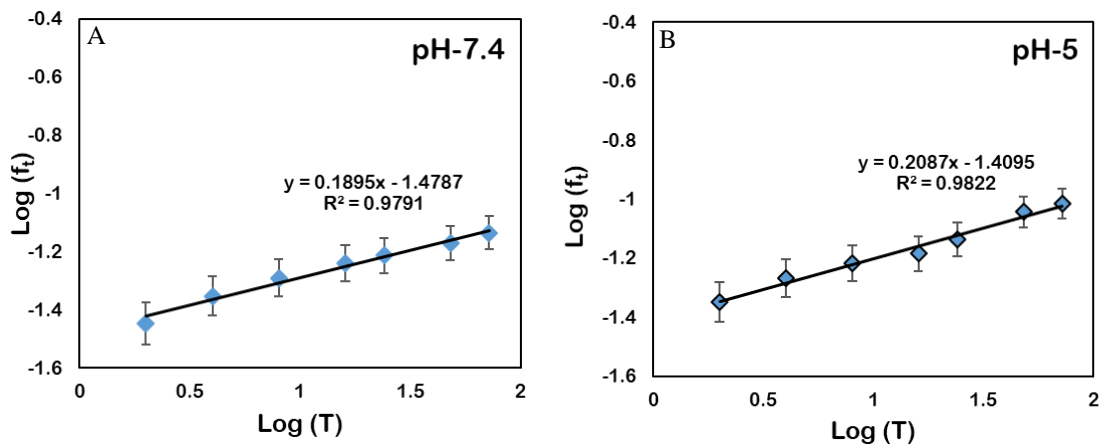 A
pH-7.4
-0.4
-0.6
-0.8
-1
-1.2
-1.4
-1.6
Log (fₜ)
y = 0.1895x - 1.4787
R² = 0.9791
0 0.5 1 1.5 2
Log (T)
B
pH-5
-0.4
-0.6
-0.8
-1
-1.2
-1.4
-1.6
Log (fₜ)
y = 0.2087x - 1.4095
R² = 0.9822
0 0.5 1 1.5 2
Log (T)